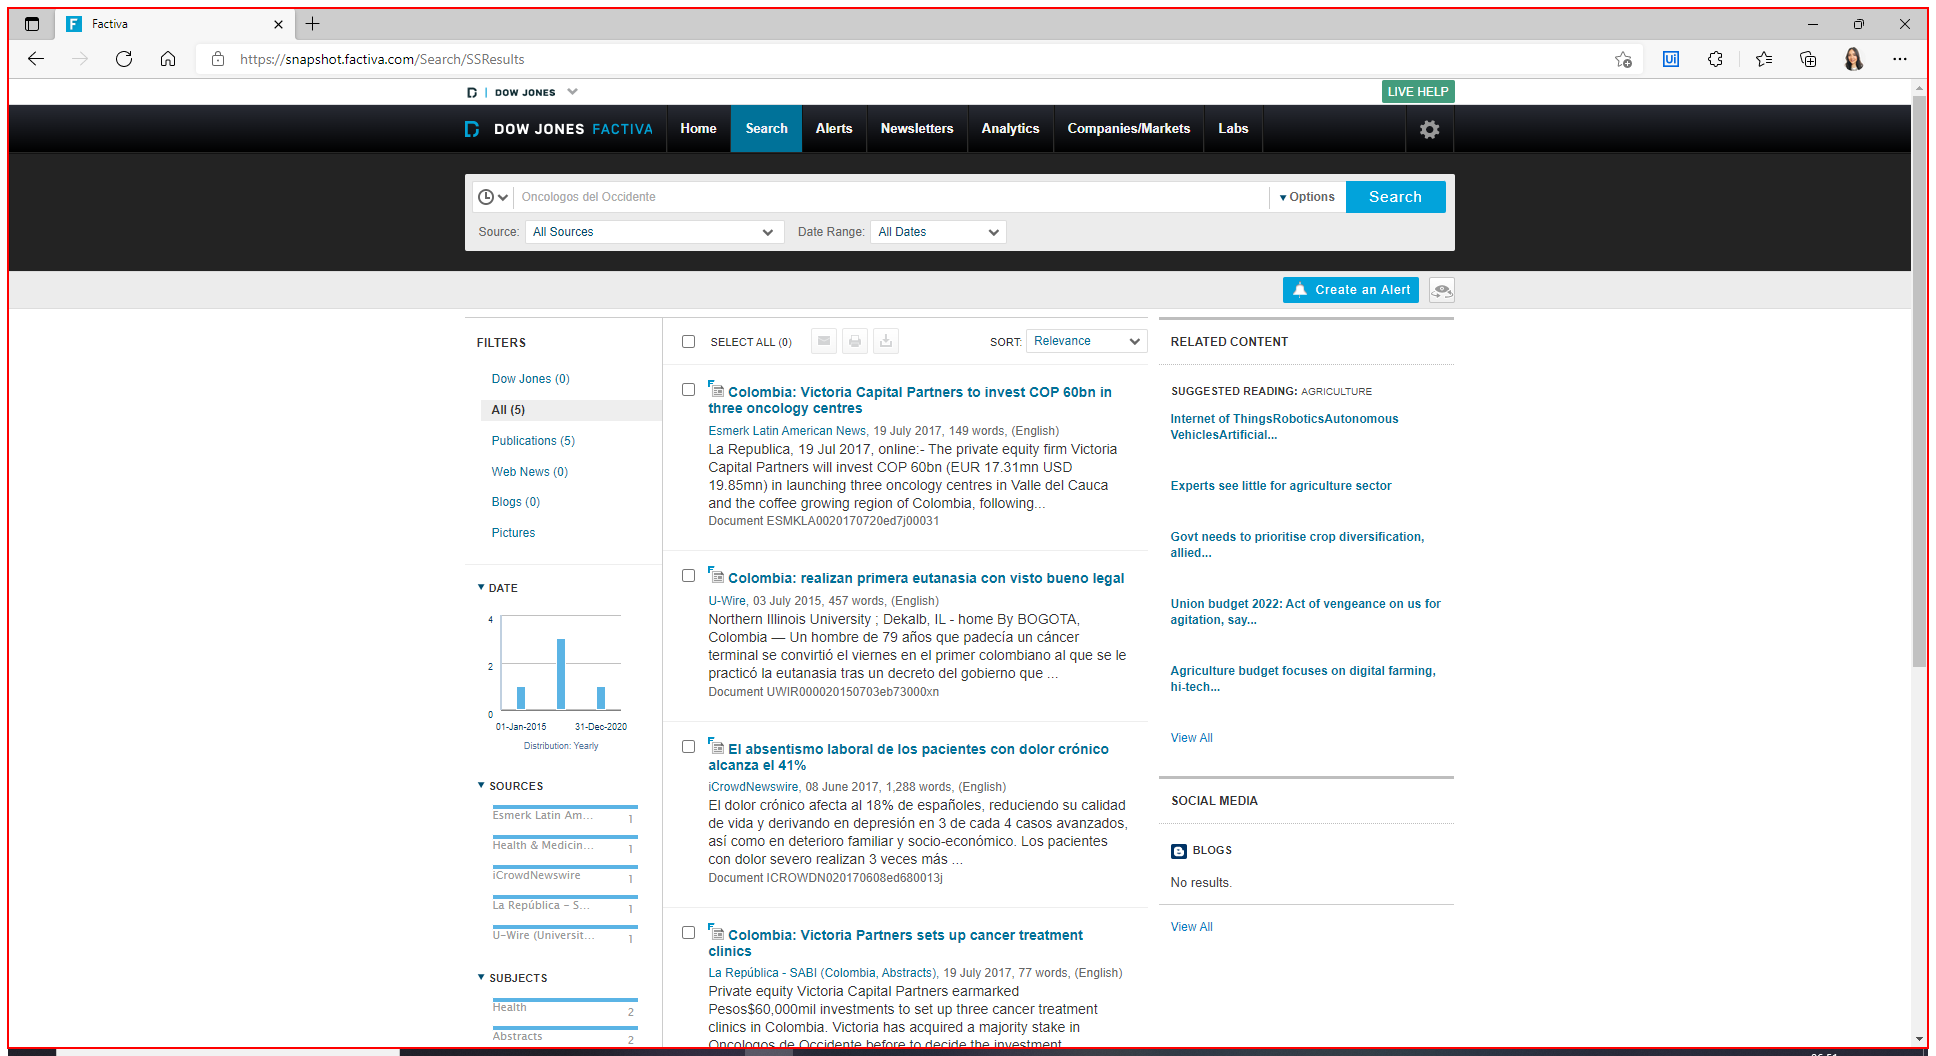 Factiva
https://snapshot.factiva.com/Search/SSResults
DOW JONES
LIVE HELP
DOW JONES FACTIVA
Home
Search
Alerts
Newsletters
Analytics
Companies/Markets
Labs
Oncologos del Occidente
Options
Search
Source: All Sources
Date Range: All Dates
Create an Alert
FILTERS
Dow Jones (0)
All (5)
Publications (5)
Web News (0)
Blogs (0)
Pictures
DATE
4
2
0
01-Jan-2015
31-Dec-2020
Distribution: Yearly
SOURCES
Esmerk Latin Am...
1
Health & Medicin...
1
iCrowdNewswire
1
La República - S...
1
U-Wire (Universit...
1
SUBJECTS
Health
2
Abstracts
2
SELECT ALL (0)
SORT: Relevance
Colombia: Victoria Capital Partners to invest COP 60bn in
three oncology centres
Esmerk Latin American News, 19 July 2017, 149 words, (English)
La Republica, 19 Jul 2017, online:- The private equity firm Victoria
Capital Partners will invest COP 60bn (EUR 17.31mn USD
19.85mn) in launching three oncology centres in Valle del Cauca
and the coffee growing region of Colombia, following...
Document ESMKLA0020170720ed7j00031
Colombia: realizan primera eutanasia con visto bueno legal
U-Wire, 03 July 2015, 457 words, (English)
Northern Illinois University ; Dekalb, IL - home By BOGOTA,
Colombia — Un hombre de 79 años que padecía un cáncer
terminal se convirtió el viernes en el primer colombiano al que se le
practicó la eutanasia tras un decreto del gobierno que ...
Document UWIR000020150703eb73000xn
El absentismo laboral de los pacientes con dolor crónico
alcanza el 41%
iCrowdNewswire, 08 June 2017, 1,288 words, (English)
El dolor crónico afecta al 18% de españoles, reduciendo su calidad
de vida y derivando en depresión en 3 de cada 4 casos avanzados,
así como en deterioro familiar y socio-económico. Los pacientes
con dolor severo realizan 3 veces más ...
Document ICROWDN020170608ed680013j
Colombia: Victoria Partners sets up cancer treatment
clinics
La República - SABI (Colombia, Abstracts), 19 July 2017, 77 words, (English)
Private equity Victoria Capital Partners earmarked
Pesos$60,000mil investments to set up three cancer treatment
clinics in Colombia. Victoria has acquired a majority stake in
Oncologos de Occidente before to decide the investment.
RELATED CONTENT
SUGGESTED READING: AGRICULTURE
Internet of ThingsRoboticsAutonomous
VehiclesArtificial...
Experts see little for agriculture sector
Govt needs to prioritise crop diversification,
allied...
Union budget 2022: Act of vengeance on us for
agitation, say...
Agriculture budget focuses on digital farming,
hi-tech...
View All
SOCIAL MEDIA
BLOGS
No results.
View All